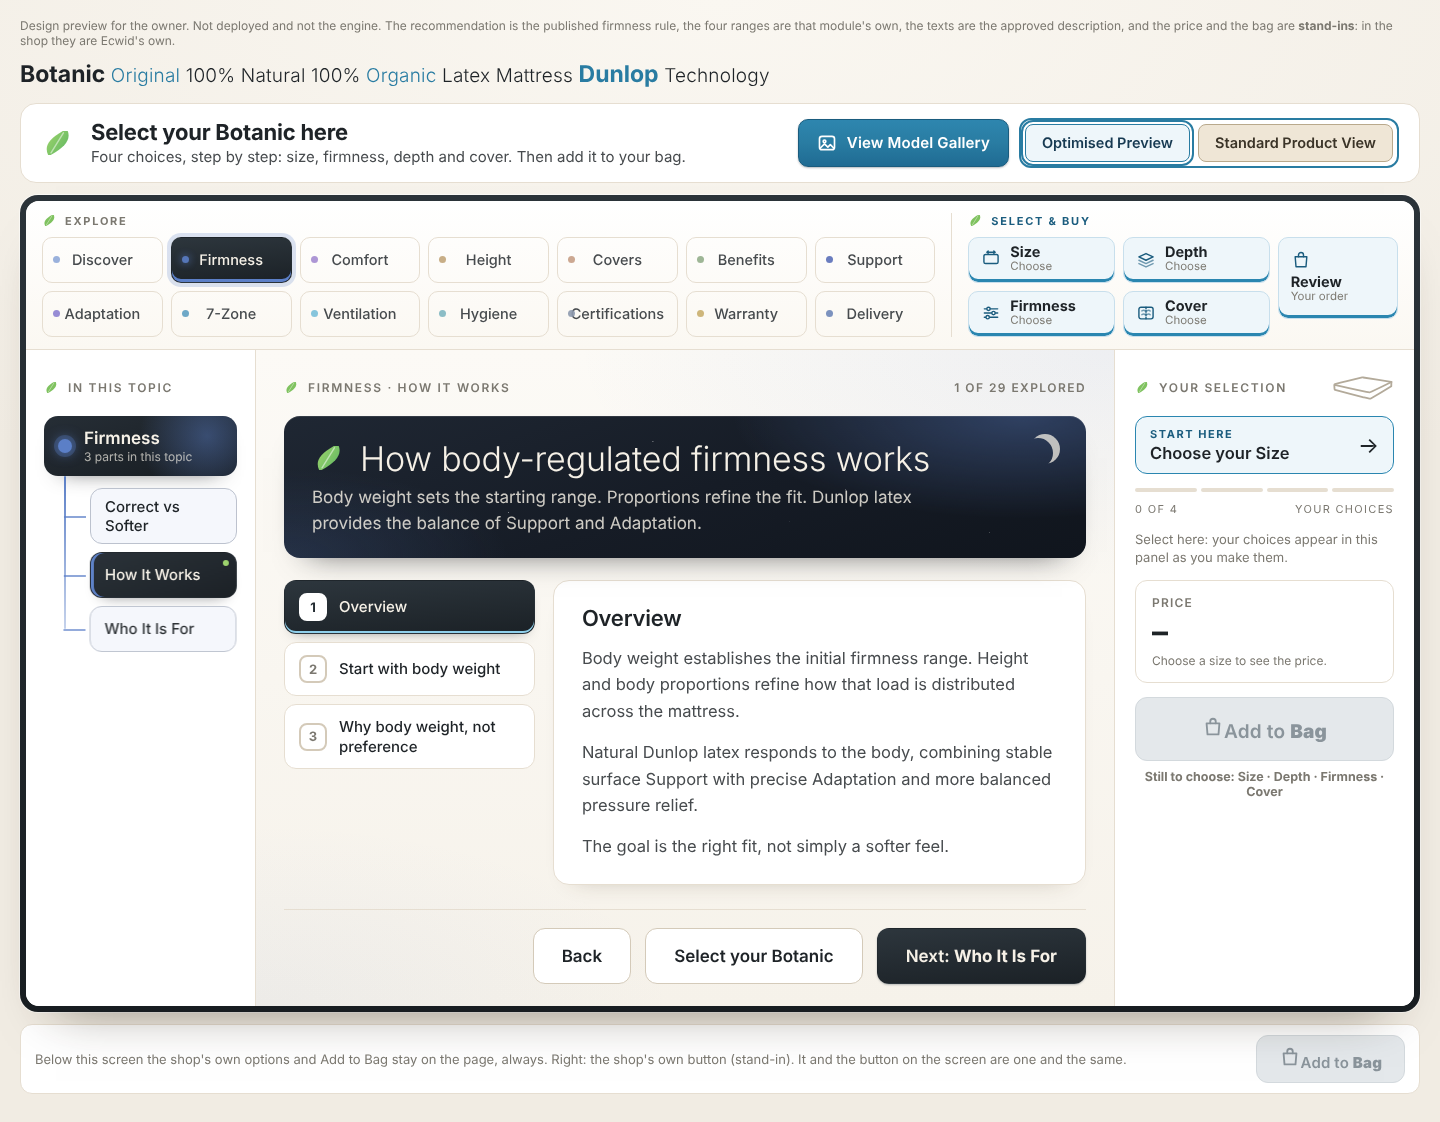 Design preview for the owner. Not deployed and not the engine. The recommendation is the published firmness rule, the four ranges are that module's own, the texts are the approved description, and the price and the bag are stand-ins: in the
shop they are Ecwid's own.
Botanic Original 100% Natural 100% Organic Latex Mattress Dunlop Technology
Select your Botanic here
Four choices, step by step: size, firmness, depth and cover. Then add it to your bag.
View Model Gallery
Optimised Preview
Standard Product View
EXPLORE
Discover
Firmness
Comfort
Height
Covers
Benefits
Support
Adaptation
7-Zone
Ventilation
Hygiene
Certifications
Warranty
Delivery
SELECT & BUY
Size
Choose
Depth
Choose
Firmness
Choose
Cover
Choose
Review
Your order
IN THIS TOPIC
Firmness
3 parts in this topic
Correct vs
Softer
How It Works
Who It Is For
FIRMNESS · HOW IT WORKS
1 OF 29 EXPLORED
How body-regulated firmness works
Body weight sets the starting range. Proportions refine the fit. Dunlop latex
provides the balance of Support and Adaptation.
1 Overview
2 Start with body weight
3 Why body weight, not
preference
Overview
Body weight establishes the initial firmness range. Height
and body proportions refine how that load is distributed
across the mattress.
Natural Dunlop latex responds to the body, combining stable
surface Support with precise Adaptation and more balanced
pressure relief.
The goal is the right fit, not simply a softer feel.
Back
Select your Botanic
Next: Who It Is For
YOUR SELECTION
START HERE
Choose your Size
0 OF 4
YOUR CHOICES
Select here: your choices appear in this
panel as you make them.
PRICE
–
Choose a size to see the price.
Add to Bag
Still to choose: Size · Depth · Firmness ·
Cover
Below this screen the shop's own options and Add to Bag stay on the page, always. Right: the shop's own button (stand-in). It and the button on the screen are one and the same.
Add to Bag